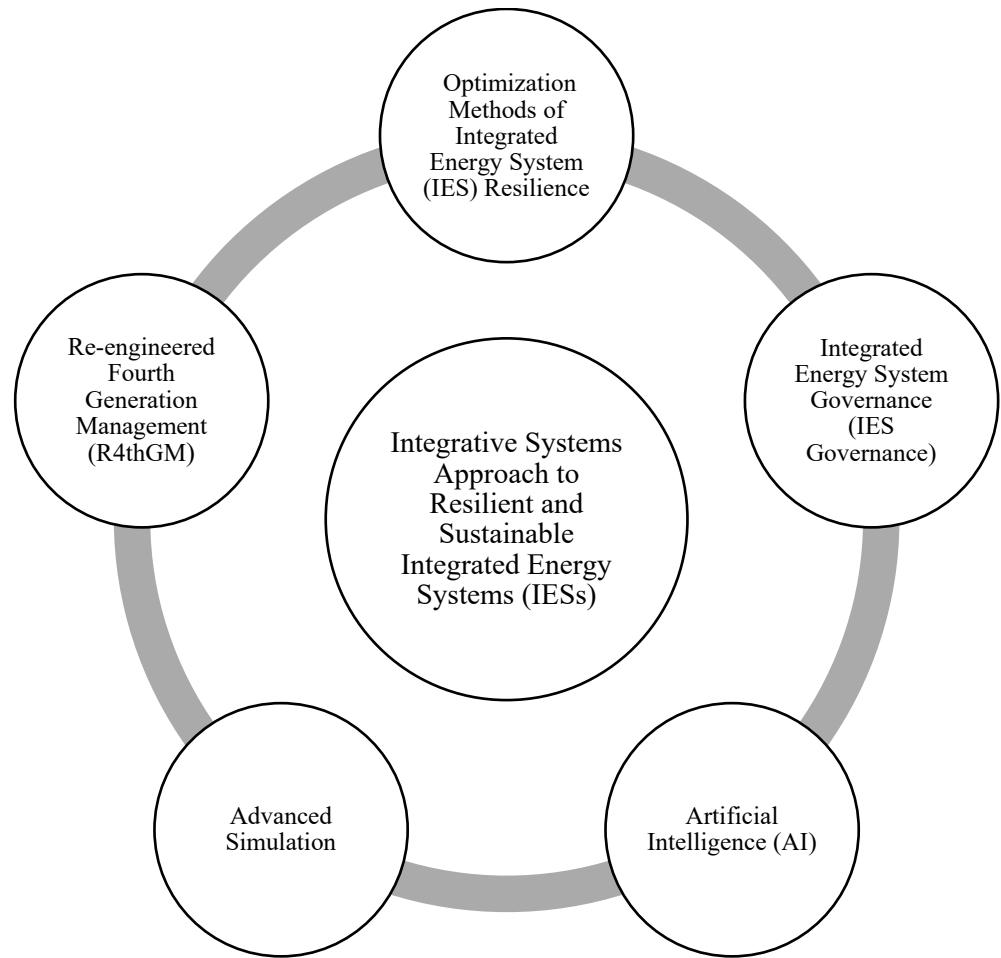 Optimization
Methods of
Integrated
Energy System
(IES) Resilience
Re-engineered
Fourth
Generation
Management
(R4thGM)
Integrated
Energy System
Governance
(IES
Governance)
Integrative Systems
Approach to
Resilient and
Sustainable
Integrated Energy
Systems (IESs)
Advanced
Simulation
Artificial
Intelligence (AI)